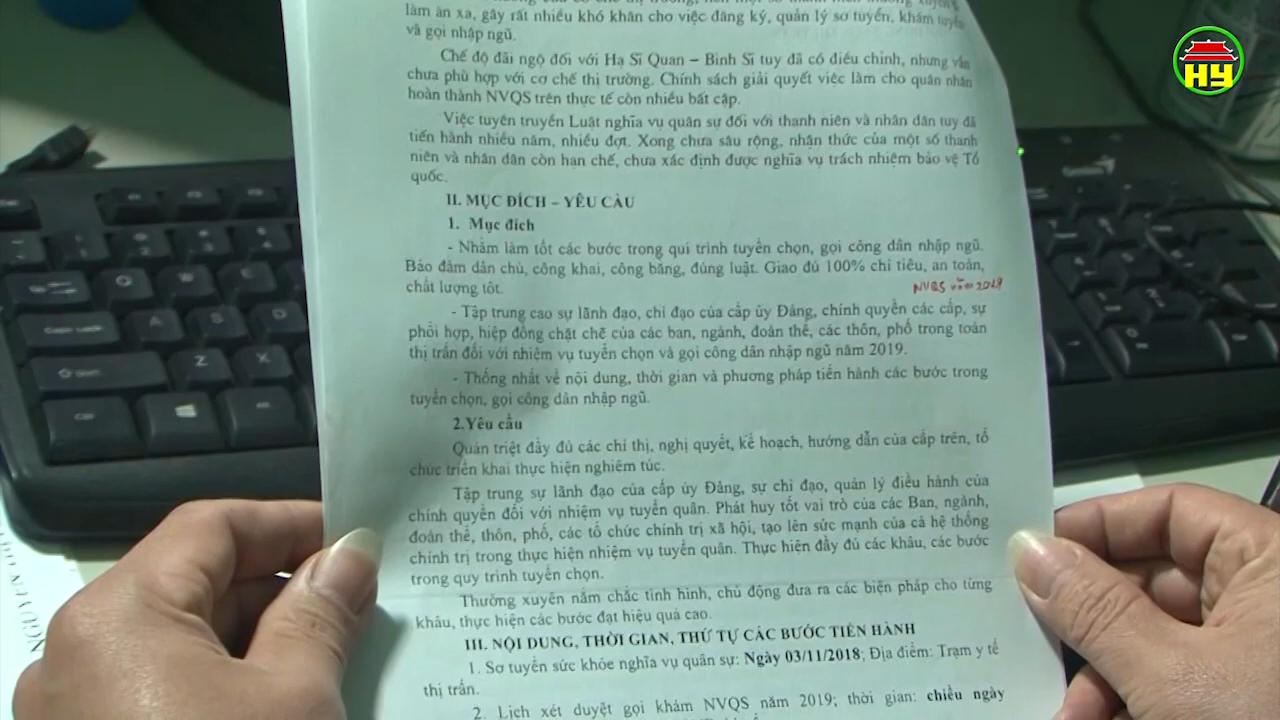 làm ăn xa, gây rất nhiều khó khăn cho việc đăng ký, quản lý sơ tuyển, khám tuyển
và gọi nhập ngũ.
Chế độ đãi ngộ đối với Hạ Sĩ Quan – Binh Sĩ tuy đã có điều chỉnh, nhưng vẫn
chưa phù hợp với cơ chế thị trường. Chính sách giải quyết việc làm cho quân nhân
hoàn thành NVQS trên thực tế còn nhiều bất cập.
Việc tuyên truyền Luật nghĩa vụ quân sự đối với thanh niên và nhân dân tuy đã
tiến hành nhiều năm, nhiều đợt. Xong chưa sâu rộng, nhận thức của một số thanh
niên và nhân dân còn hạn chế, chưa xác định được nghĩa vụ trách nhiệm bảo vệ Tổ
quốc.
II. MỤC ĐÍCH – YÊU CẦU
1. Mục đích
- Nhằm làm tốt các bước trong qui trình tuyển chọn, gọi công dân nhập ngũ.
Bảo đảm dân chủ, công khai, công bằng, đúng luật. Giao đủ 100% chỉ tiêu, an toàn,
chất lượng tốt.
NVQS năm 2019
- Tập trung cao sự lãnh đạo, chỉ đạo của cấp ủy Đảng, chính quyền các cấp, sự
phối hợp, hiệp đồng chặt chẽ của các ban, ngành, đoàn thể, các thôn, phố trong toàn
thị trấn đối với nhiệm vụ tuyển chọn và gọi công dân nhập ngũ năm 2019.
- Thống nhất về nội dung, thời gian và phương pháp tiến hành các bước trong
tuyển chọn, gọi công dân nhập ngũ.
2.Yêu cầu
Quán triệt đầy đủ các chỉ thị, nghị quyết, kế hoạch, hướng dẫn của cấp trên, tổ
chức triển khai thực hiện nghiêm túc.
Tập trung sự lãnh đạo của cấp ủy Đảng, sự chỉ đạo, quản lý điều hành của
chính quyền đối với nhiệm vụ tuyển quân. Phát huy tốt vai trò của các Ban, ngành,
đoàn thể, thôn, phố, các tổ chức chính trị xã hội, tạo lên sức mạnh của cả hệ thống
chính trị trong thực hiện nhiệm vụ tuyển quân. Thực hiện đầy đủ các khâu, các bước
trong quy trình tuyển chọn.
Thường xuyên nắm chắc tình hình, chủ động đưa ra các biện pháp cho từng
khâu, thực hiện các bước đạt hiệu quả cao.
III. NỘI DUNG, THỜI GIAN, THỨ TỰ CÁC BƯỚC TIẾN HÀNH
1. Sơ tuyển sức khỏe nghĩa vụ quân sự: Ngày 03/11/2018; Địa điểm: Trạm y tế
thị trấn.
2. Lịch xét duyệt gọi khám NVQS năm 2019; thời gian: chiều ngày
HY